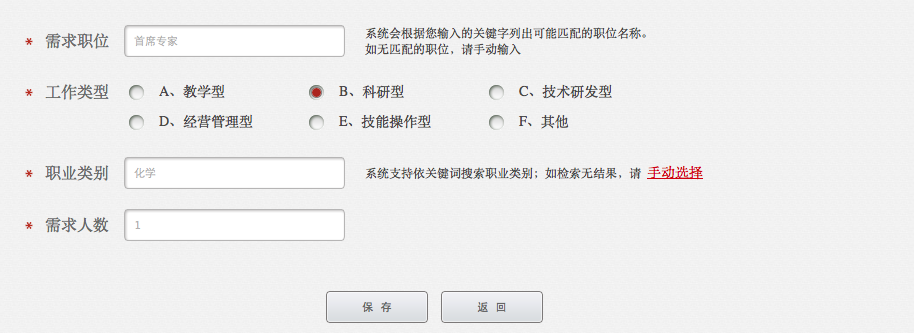 * 需求职位 首席专家 系统会根据您输入的关键字列出可能匹配的职位名称。
如无匹配的职位，请手动输入
* 工作类型 A、教学型 B、科研型 C、技术研发型
D、经营管理型 E、技能操作型 F、其他
* 职业类别 化学 系统支持依关键词搜索职业类别；如检索无结果，请 手动选择
* 需求人数 1
保 存 返 回